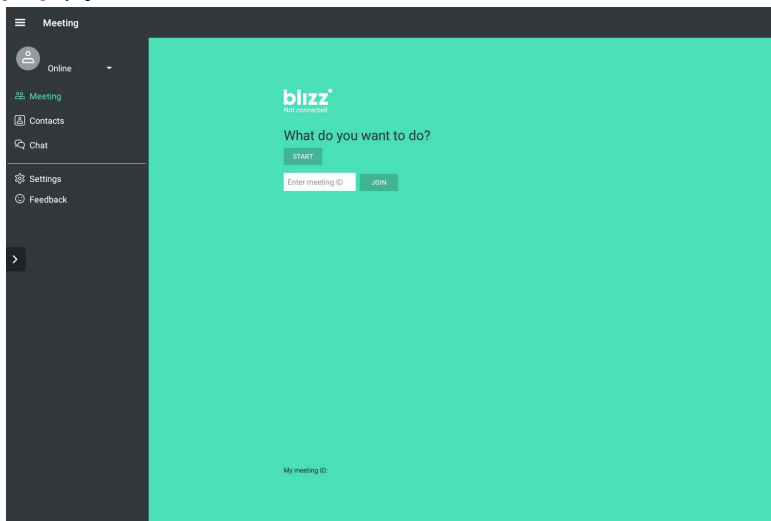 Meeting
Online
Meeting
Contacts
Chat
Settings
Feedback
blizz
Not connected
What do you want to do?
START
Enter meeting ID
JOIN
My meeting ID: